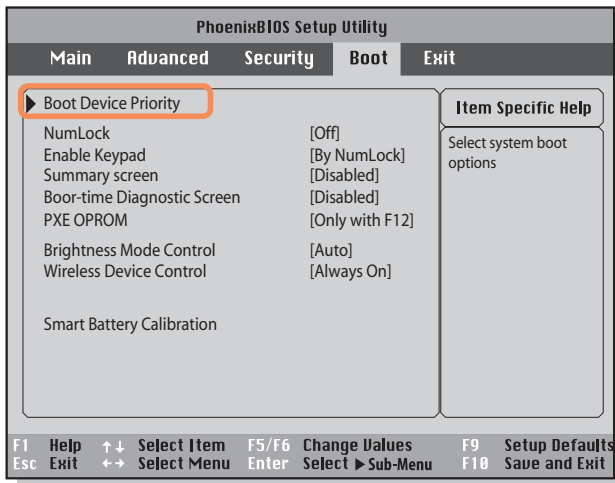 PhoenixBIOS Setup Utility
Main Advanced Security Boot Exit
▶ Boot Device Priority
NumLock [Off]
Enable Keypad [By NumLock]
Summary screen [Disabled]
Boor-time Diagnostic Screen [Disabled]
PXE OPROM [Only with F12]
Brightness Mode Control [Auto]
Wireless Device Control [Always On]
Smart Battery Calibration
Item Specific Help
Select system boot
options
F1 Help ↑↓ Select Item F5/F6 Change Values F9 Setup Defaults
Esc Exit ←→ Select Menu Enter Select ▶ Sub-Menu F10 Save and Exit